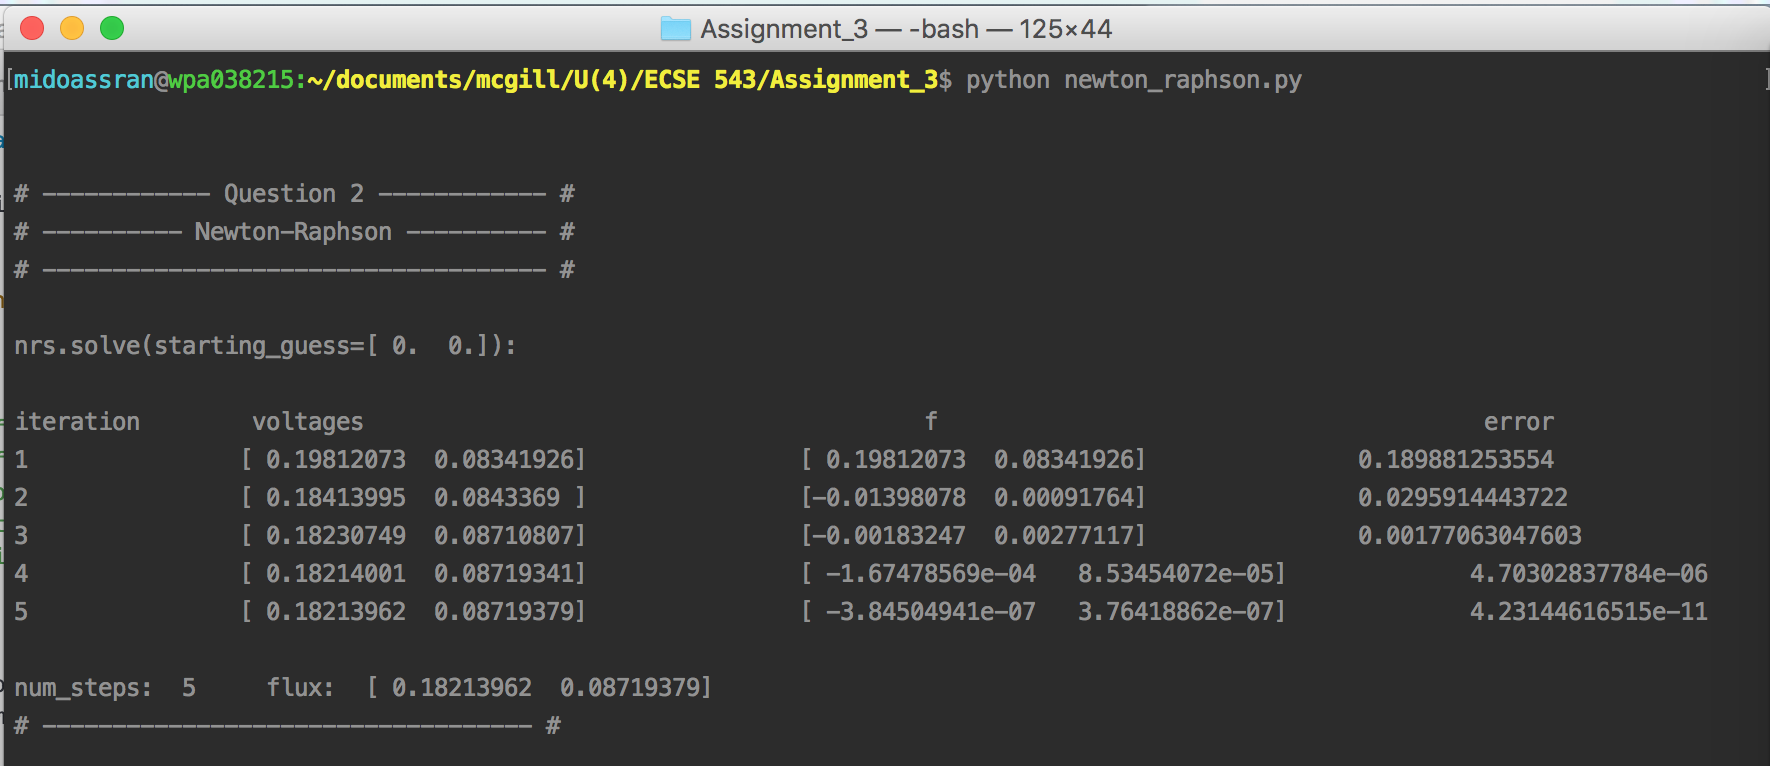 Assignment_3 — -bash — 125×44
[midoassran@wpa038215:~/documents/mcgill/U(4)/ECSE 543/Assignment_3$ python newton_raphson.py ]
# ------------ Question 2 ------------ #
# ---------- Newton-Raphson ---------- #
# ------------------------------------ #
nrs.solve(starting_guess=[ 0.  0.]):
iteration        voltages                                        f                                       error
1               [ 0.19812073  0.08341926]               [ 0.19812073  0.08341926]               0.189881253554
2               [ 0.18413995  0.0843369 ]               [-0.01398078  0.00091764]               0.0295914443722
3               [ 0.18230749  0.08710807]               [-0.00183247  0.00277117]               0.00177063047603
4               [ 0.18214001  0.08719341]               [ -1.67478569e-04   8.53454072e-05]             4.70302837784e-06
5               [ 0.18213962  0.08719379]               [ -3.84504941e-07   3.76418862e-07]             4.23144616515e-11
num_steps:  5     flux:  [ 0.18213962  0.08719379]
# ----------------------------------- #